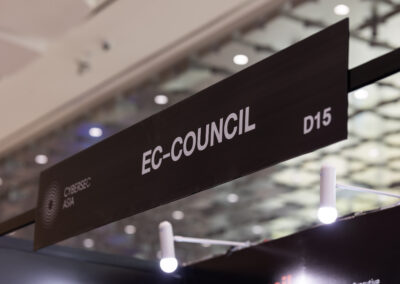 CYBERSEC
ASIA
EC-COUNCIL
D15